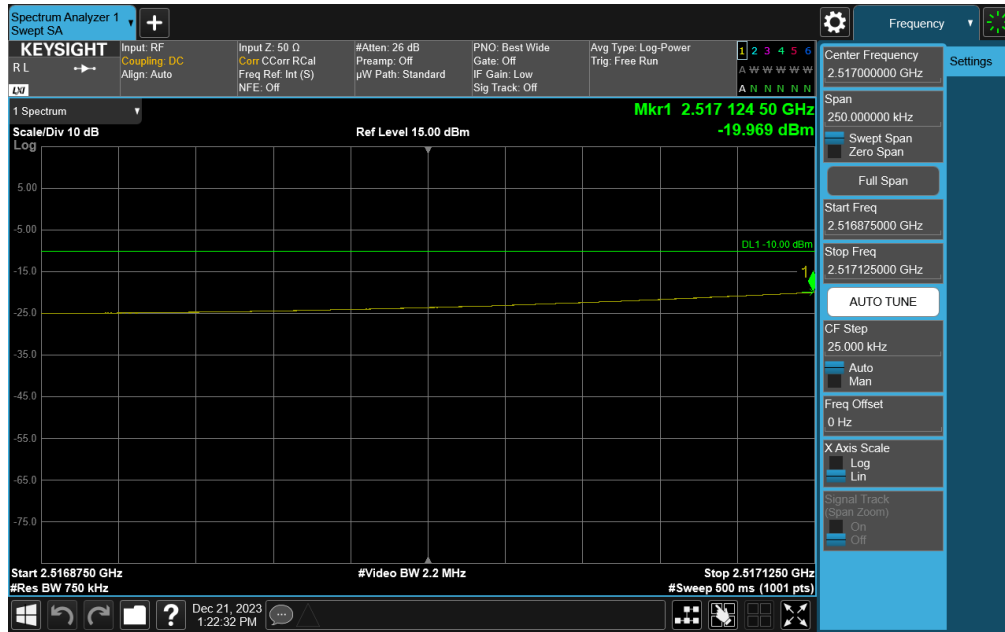 Spectrum Analyzer 1
Swept SA
Frequency
KEYSIGHT
R L
LXI
Input: RF
Coupling: DC
Align: Auto
Input Z: 50 Ω
Corr CCorr RCal
Freq Ref: Int (S)
NFE: Off
#Atten: 26 dB
Preamp: Off
µW Path: Standard
PNO: Best Wide
Gate: Off
IF Gain: Low
Sig Track: Off
Avg Type: Log-Power
Trig: Free Run
1 2 3 4 5 6
A W W W W W
A N N N N N
1 Spectrum
Mkr1 2.517 124 50 GHz
-19.969 dBm
Scale/Div 10 dB
Ref Level 15.00 dBm
Log
5.00
-5.00
DL1 -10.00 dBm
-15.0
1
-25.0
-35.0
-45.0
-55.0
-65.0
-75.0
Start 2.5168750 GHz
#Video BW 2.2 MHz
Stop 2.5171250 GHz
#Res BW 750 kHz
#Sweep 500 ms (1001 pts)
Dec 21, 2023
1:22:32 PM
?
Center Frequency
2.517000000 GHz
Settings
Span
250.000000 kHz
Swept Span
Zero Span
Full Span
Start Freq
2.516875000 GHz
Stop Freq
2.517125000 GHz
AUTO TUNE
CF Step
25.000 kHz
Auto
Man
Freq Offset
0 Hz
X Axis Scale
Log
Lin
Signal Track
(Span Zoom)
On
Off